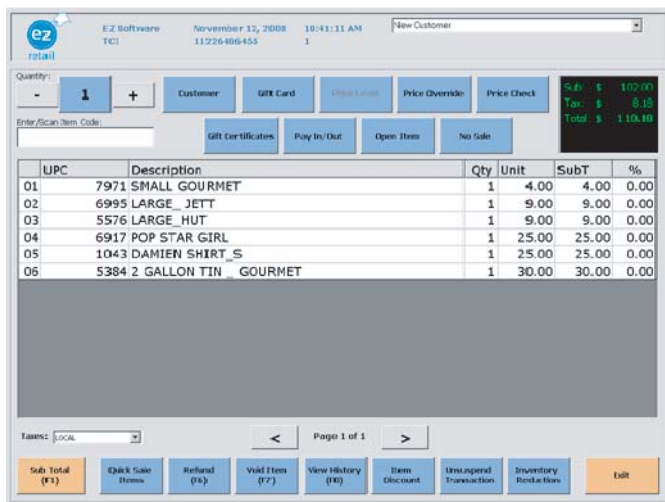 ez
retail
EZ Software November 12, 2008 10:41:11 AM New Customer
TCI 11226406455 1
Quantity:
- 1 + Customer Gift Card Price Level Price Override Price Check
Sub: $ 102.00
Tax: $ 8.18
Total $ 110.18
Enter/Scan Item Code:
Gift Certificates Pay In/Out Open Item No Sale
UPC Description Qty Unit SubT %
01 7971 SMALL GOURMET 1 4.00 4.00 0.00
02 6995 LARGE_ JETT 1 9.00 9.00 0.00
03 5576 LARGE_HUT 1 9.00 9.00 0.00
04 6917 POP STAR GIRL 1 25.00 25.00 0.00
05 1043 DAMIEN SHIRT_S 1 25.00 25.00 0.00
06 5384 2 GALLON TIN _ GOURMET 1 30.00 30.00 0.00
Taxes: LOCAL < Page 1 of 1 >
Sub Total Quick Sale Refund Void Item View History Item Unsuspend Inventory Exit
(F1) Items (F6) (F7) (F8) Discount Transaction Reduction